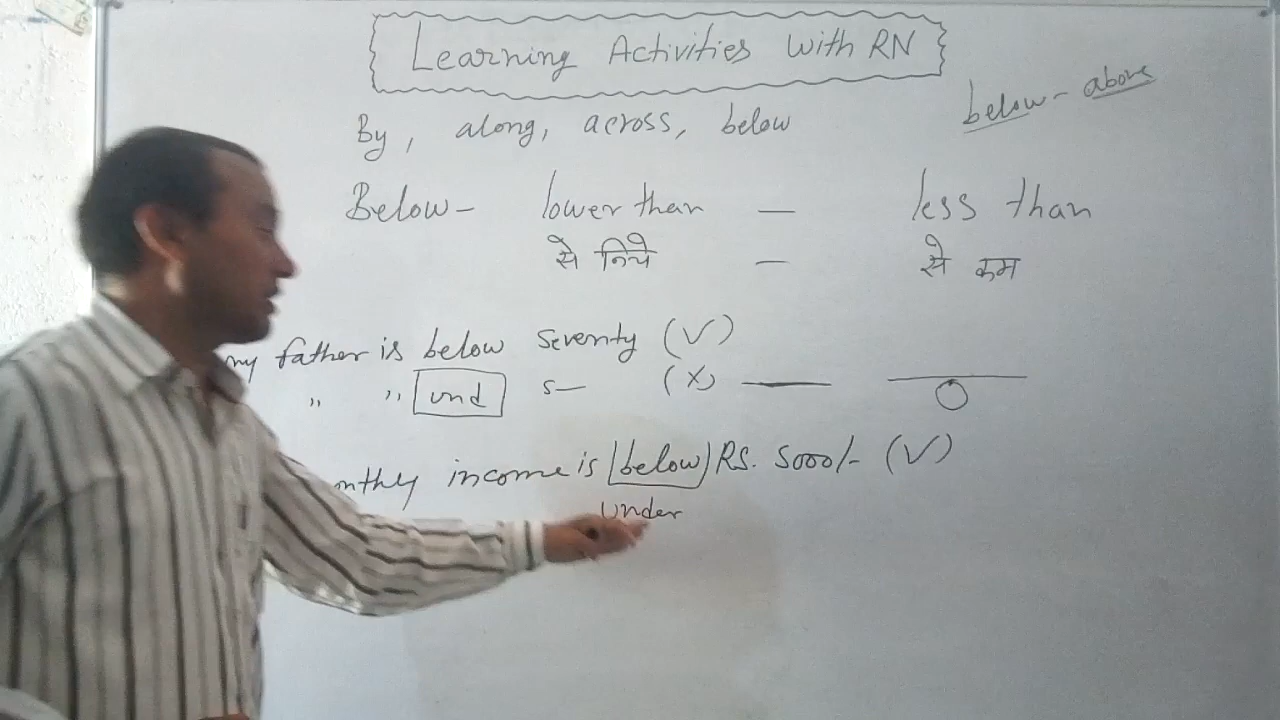 Learning Activities With RN
below - above
By, along, across, below
Below - lower than — less than
से निचे — से कम
my father is below seventy (✓)
" " und s— (X) —
nthly income is (below) RS. 5000/- (✓)
under